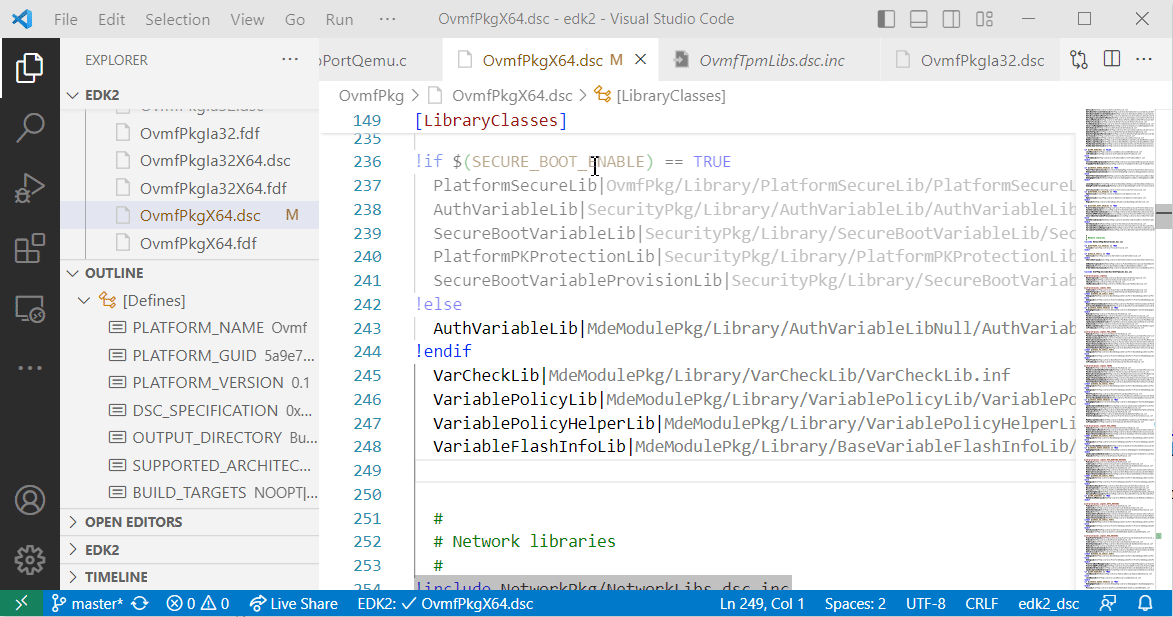 File Edit Selection View Go Run ··· OvmfPkgX64.dsc - edk2 - Visual Studio Code
EXPLORER ···
EDK2
OvmfPkgIa32.dsc
OvmfPkgIa32.fdf
OvmfPkgIa32X64.dsc
OvmfPkgIa32X64.fdf
OvmfPkgX64.dsc M
OvmfPkgX64.fdf
OUTLINE
[Defines]
PLATFORM_NAME Ovmf
PLATFORM_GUID 5a9e7...
PLATFORM_VERSION 0.1
DSC_SPECIFICATION 0x...
OUTPUT_DIRECTORY Bu...
SUPPORTED_ARCHITEC...
BUILD_TARGETS NOOPT|...
OPEN EDITORS
EDK2
TIMELINE
oPortQemu.c OvmfPkgX64.dsc M OvmfTpmLibs.dsc.inc OvmfPkgIa32.dsc ···
OvmfPkg > OvmfPkgX64.dsc > [LibraryClasses]
149 [LibraryClasses]
235
236 !if $(SECURE_BOOT_ENABLE) == TRUE
237 PlatformSecureLib|OvmfPkg/Library/PlatformSecureLib/PlatformSecureL
238 AuthVariableLib|SecurityPkg/Library/AuthVariableLib/AuthVariableLib
239 SecureBootVariableLib|SecurityPkg/Library/SecureBootVariableLib/Sec
240 PlatformPKProtectionLib|SecurityPkg/Library/PlatformPKProtectionLib
241 SecureBootVariableProvisionLib|SecurityPkg/Library/SecureBootVariab
242 !else
243 AuthVariableLib|MdeModulePkg/Library/AuthVariableLibNull/AuthVariab
244 !endif
245 VarCheckLib|MdeModulePkg/Library/VarCheckLib/VarCheckLib.inf
246 VariablePolicyLib|MdeModulePkg/Library/VariablePolicyLib/VariablePo
247 VariablePolicyHelperLib|MdeModulePkg/Library/VariablePolicyHelperLi
248 VariableFlashInfoLib|MdeModulePkg/Library/BaseVariableFlashInfoLib/
249
250
251 #
252 # Network libraries
253 #
254 !include NetworkPkg/NetworkLibs.dsc.inc
master* 0 0 Live Share EDK2: ✓ OvmfPkgX64.dsc Ln 249, Col 1 Spaces: 2 UTF-8 CRLF edk2_dsc